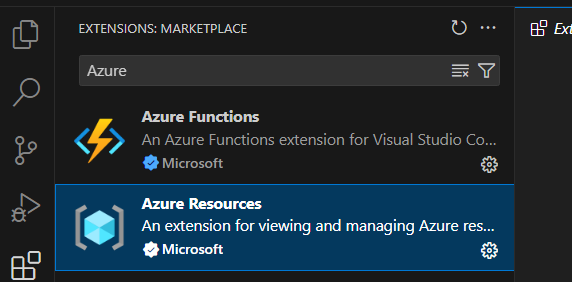 EXTENSIONS: MARKETPLACE
Ext
Azure
Azure Functions
An Azure Functions extension for Visual Studio Co...
Microsoft
Azure Resources
An extension for viewing and managing Azure res...
Microsoft